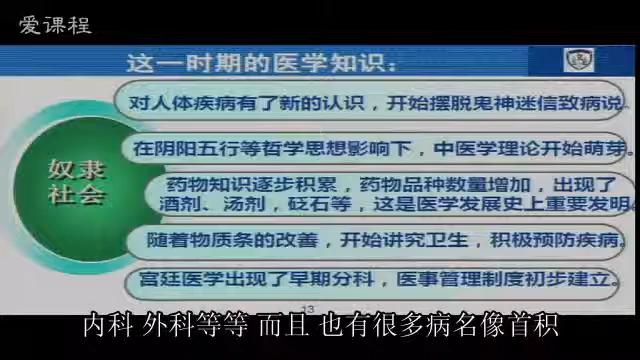 爱课程
这一时期的医学知识：
对人体疾病有了新的认识，开始摆脱鬼神迷信致病说.
在阴阳五行等哲学思想影响下，中医学理论开始萌芽。
奴隶
社会
药物知识逐步积累，药物品种数量增加，出现了
酒剂、汤剂，砭石等，这是医学发展史上重要发明。
随着物质条的改善，开始讲究卫生，积极预防疾病。
宫廷医学出现了早期分科，医事管理制度初步建立。
13
内科 外科等等 而且 也有很多病名像首积